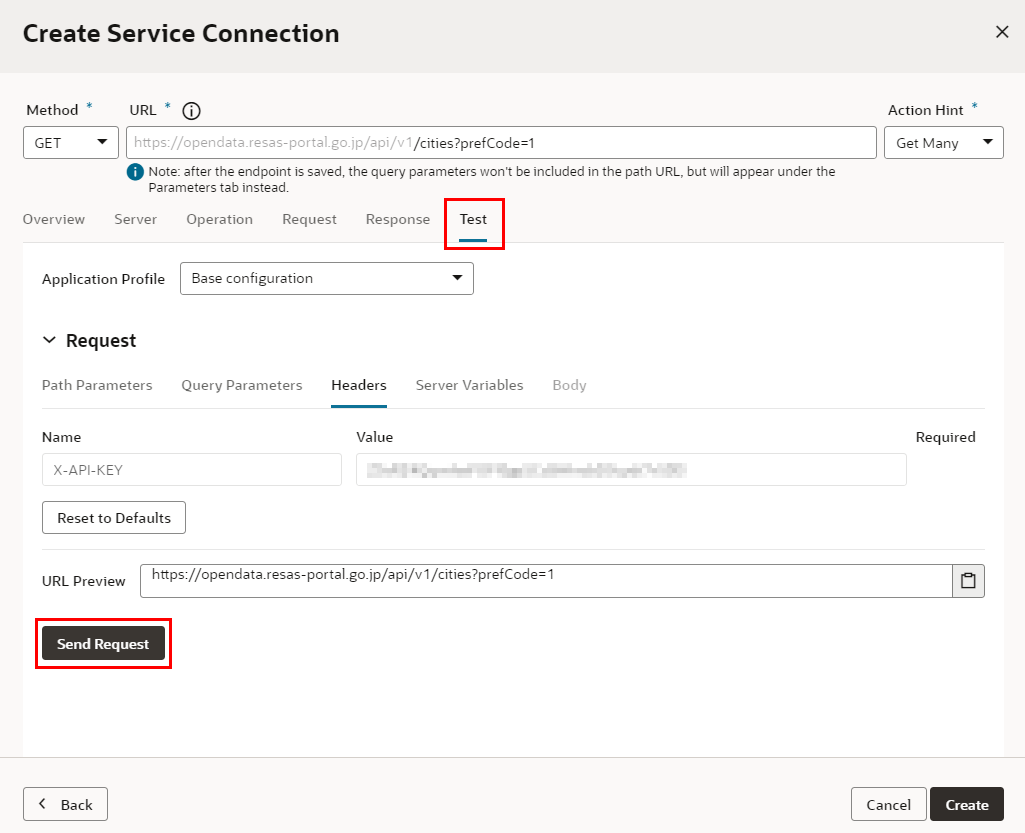 Create Service Connection
Method *
URL *
Action Hint *
GET
https://opendata.resas-portal.go.jp/api/v1/cities?prefCode=1
Get Many
Note: after the endpoint is saved, the query parameters won't be included in the path URL, but will appear under the
Parameters tab instead.
Overview Server Operation Request Response Test
Application Profile Base configuration
Request
Path Parameters Query Parameters Headers Server Variables Body
Name Value Required
X-API-KEY
Reset to Defaults
URL Preview https://opendata.resas-portal.go.jp/api/v1/cities?prefCode=1
Send Request
Back Cancel Create